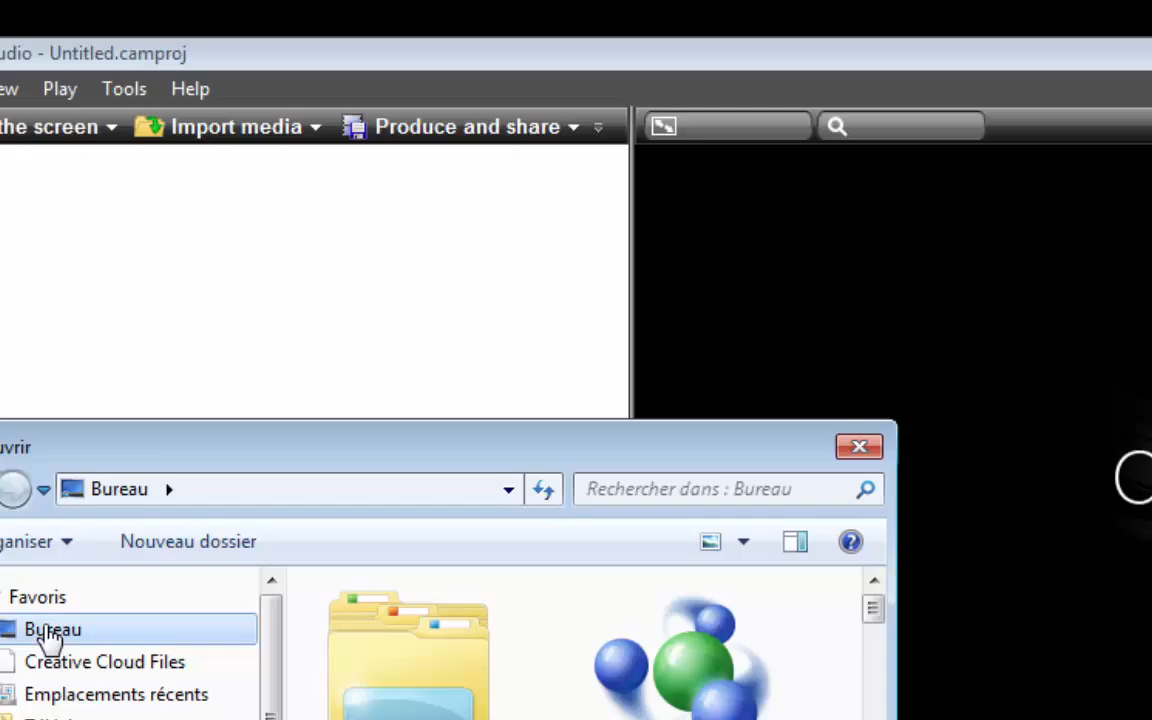 udio - Untitled.camproj
ew Play Tools Help
the screen Import media Produce and share
uvrir
Bureau Rechercher dans : Bureau
ganiser Nouveau dossier
Favoris
Bureau
Creative Cloud Files
Emplacements récents